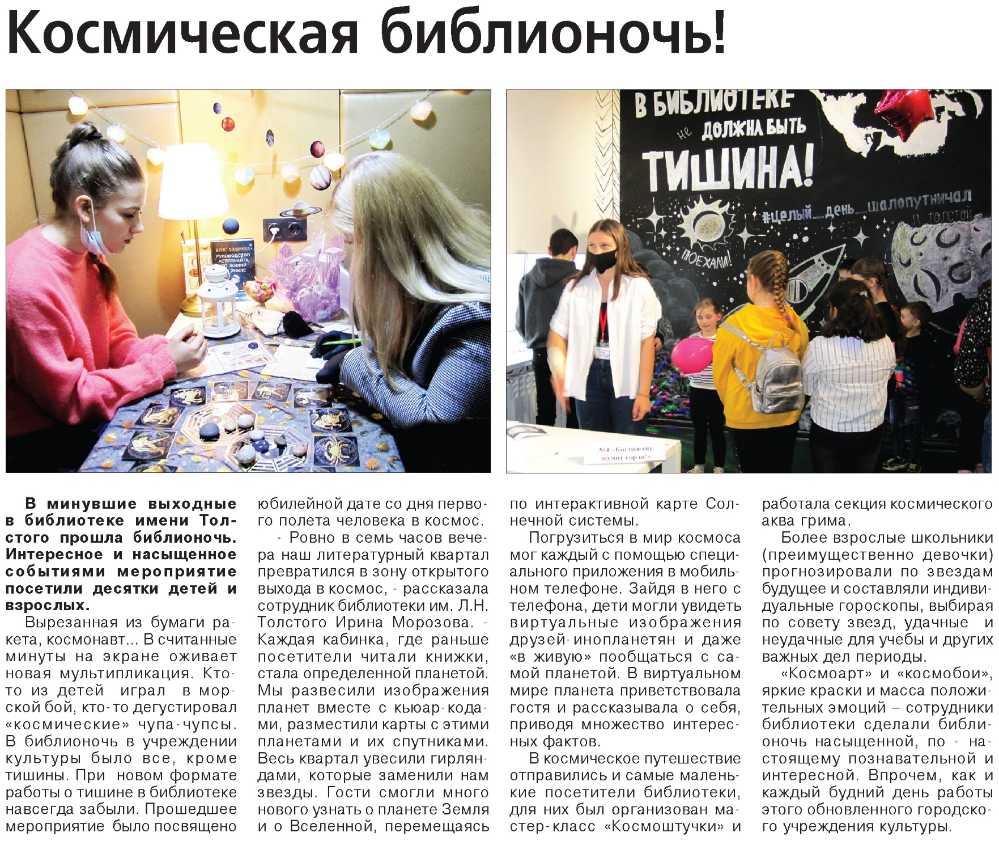 Космическая библионочь!
В БИБЛИОТЕКЕ
не ДОЛЖНА БЫТЬ
ТИШИНА!
#целый_день_шалопутничал
Л. ТОЛСТОЙ
ПОЕХАЛИ!
КРИС ХЭДФИЛД
РУКОВОДСТВО
АСТРОНАВТА
ПО ЖИЗНИ
ЗЕМЛЕ
№4 «Космонавт
звучит гордо!»
В минувшие выходные
в библиотеке имени Тол-
стого прошла библионочь.
Интересное и насыщенное
событиями мероприятие
посетили десятки детей и
взрослых.
Вырезанная из бумаги ра-
кета, космонавт... В считанные
минуты на экране оживает
новая мультипликация. Кто-
то из детей играл в мор-
ской бой, кто-то дегустировал
«космические» чупа-чупсы.
В библионочь в учреждении
культуры было все, кроме
тишины. При новом формате
работы о тишине в библиотеке
навсегда забыли. Прошедшее
мероприятие было посвящено
юбилейной дате со дня перво-
го полета человека в космос.
- Ровно в семь часов вече-
ра наш литературный квартал
превратился в зону открытого
выхода в космос, - рассказала
сотрудник библиотеки им. Л.Н.
Толстого Ирина Морозова. -
Каждая кабинка, где раньше
посетители читали книжки,
стала определенной планетой.
Мы развесили изображения
планет вместе с кьюар-кода-
ми, разместили карты с этими
планетами и их спутниками.
Весь квартал увесили гирлян-
дами, которые заменили нам
звезды. Гости смогли много
нового узнать о планете Земля
и о Вселенной, перемещаясь
по интерактивной карте Сол-
нечной системы.
Погрузиться в мир космоса
мог каждый с помощью специ-
ального приложения в мобиль-
ном телефоне. Зайдя в него с
телефона, дети могли увидеть
виртуальные изображения
друзей-инопланетян и даже
«в живую» пообщаться с са-
мой планетой. В виртуальном
мире планета приветствовала
гостя и рассказывала о себе,
приводя множество интерес-
ных фактов.
В космическое путешествие
отправились и самые малень-
кие посетители библиотеки,
для них был организован ма-
стер-класс «Космоштучки» и
работала секция космического
аква грима.
Более взрослые школьники
(преимущественно девочки)
прогнозировали по звездам
будущее и составляли индиви-
дуальные гороскопы, выбирая
по совету звезд, удачные и
неудачные для учебы и других
важных дел периоды.
«Космоарт» и «космобои»,
яркие краски и масса положи-
тельных эмоций – сотрудники
библиотеки сделали библи-
оночь насыщенной, по - на-
стоящему познавательной и
интересной. Впрочем, как и
каждый будний день работы
этого обновленного городско-
го учреждения культуры.